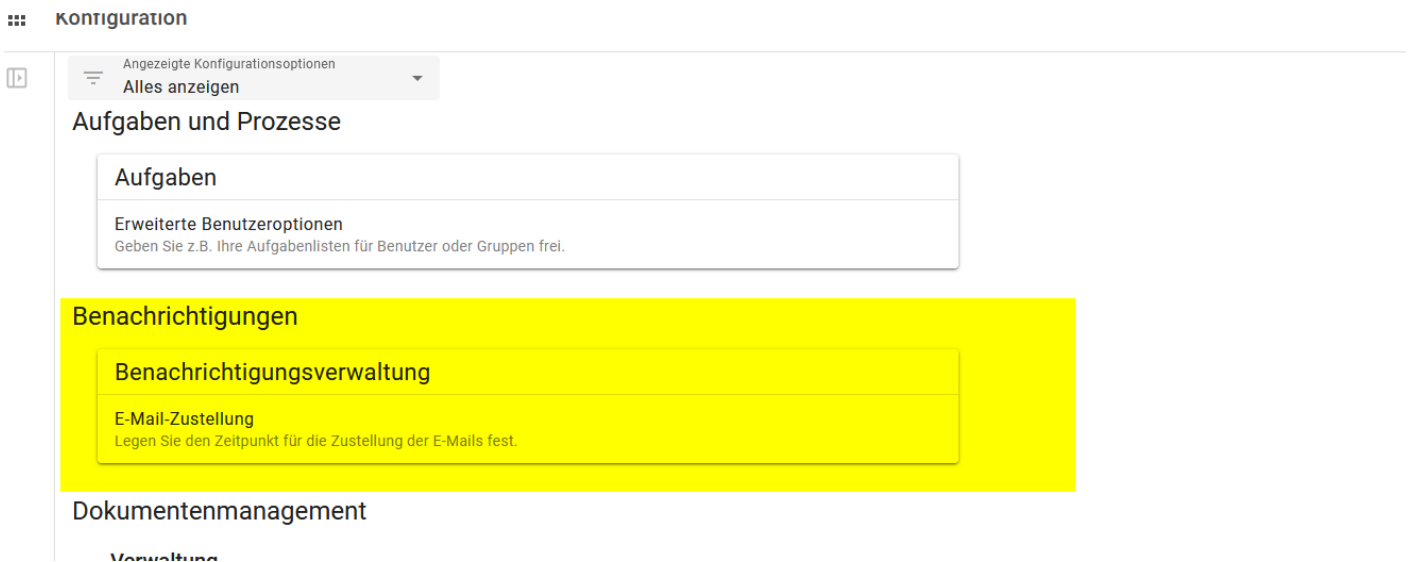 Konfiguration
Angezeigte Konfigurationsoptionen
Alles anzeigen
Aufgaben und Prozesse
Aufgaben
Erweiterte Benutzeroptionen
Geben Sie z.B. Ihre Aufgabenlisten für Benutzer oder Gruppen frei.
Benachrichtigungen
Benachrichtigungsverwaltung
E-Mail-Zustellung
Legen Sie den Zeitpunkt für die Zustellung der E-Mails fest.
Dokumentenmanagement
Verwaltung